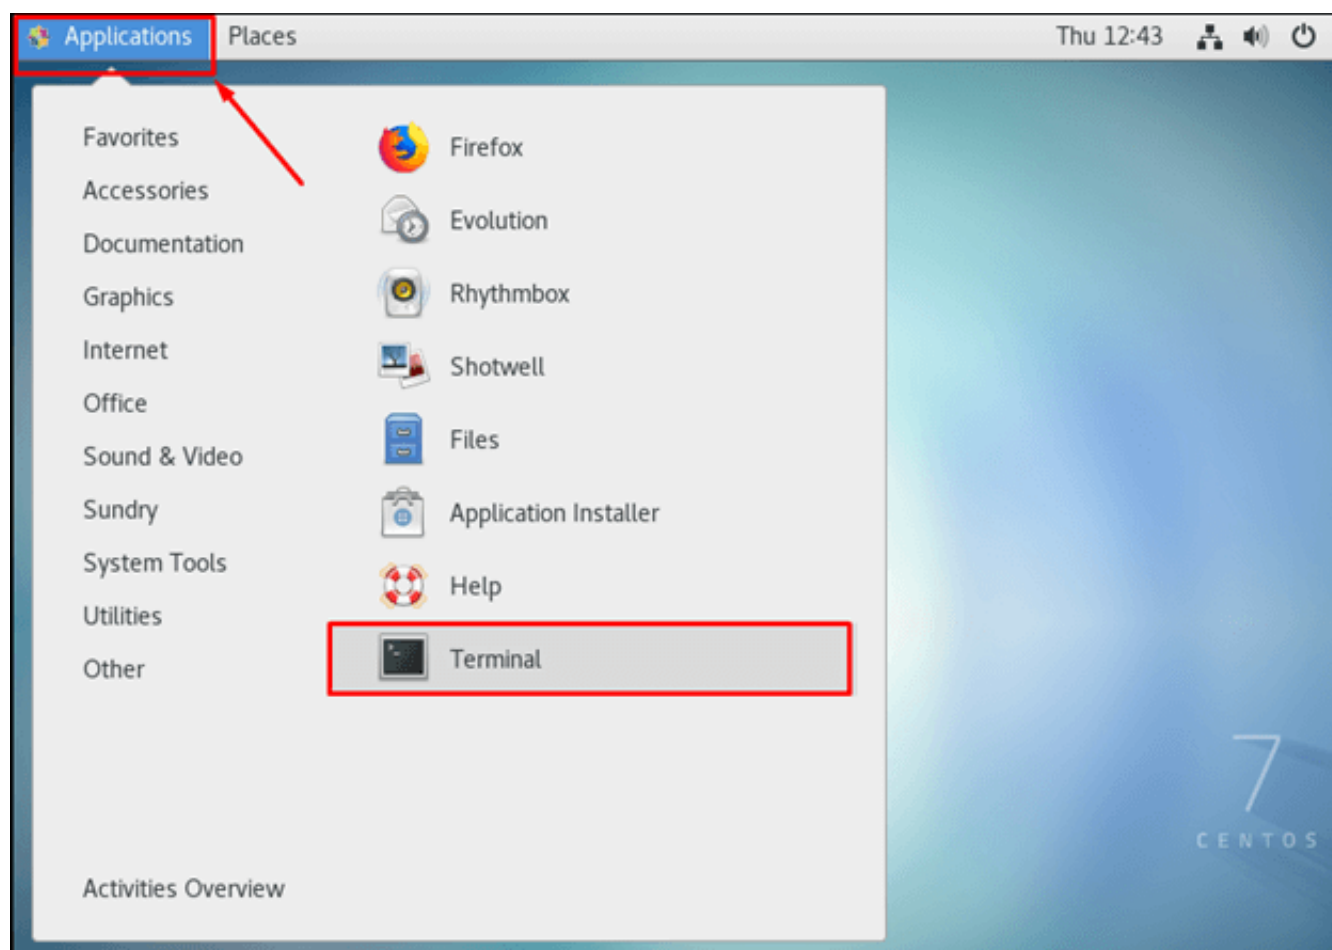 Applications Places Thu 12:43
Favorites
Accessories
Documentation
Graphics
Internet
Office
Sound & Video
Sundry
System Tools
Utilities
Other
Activities Overview
Firefox
Evolution
Rhythmbox
Shotwell
Files
Application Installer
Help
Terminal
7
CENTOS